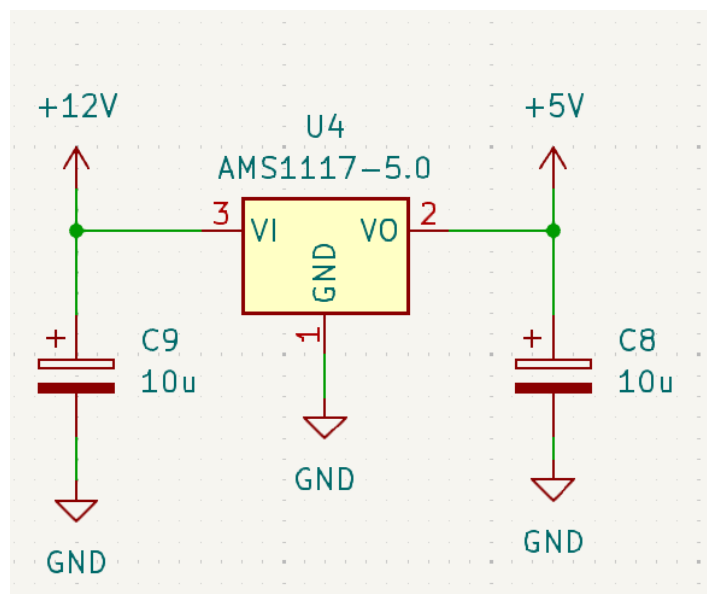 +12V
U4
+5V
AMS1117-5.0
3
VI
VO
2
GND
1
+
C9
10u
+
C8
10u
GND
GND
GND